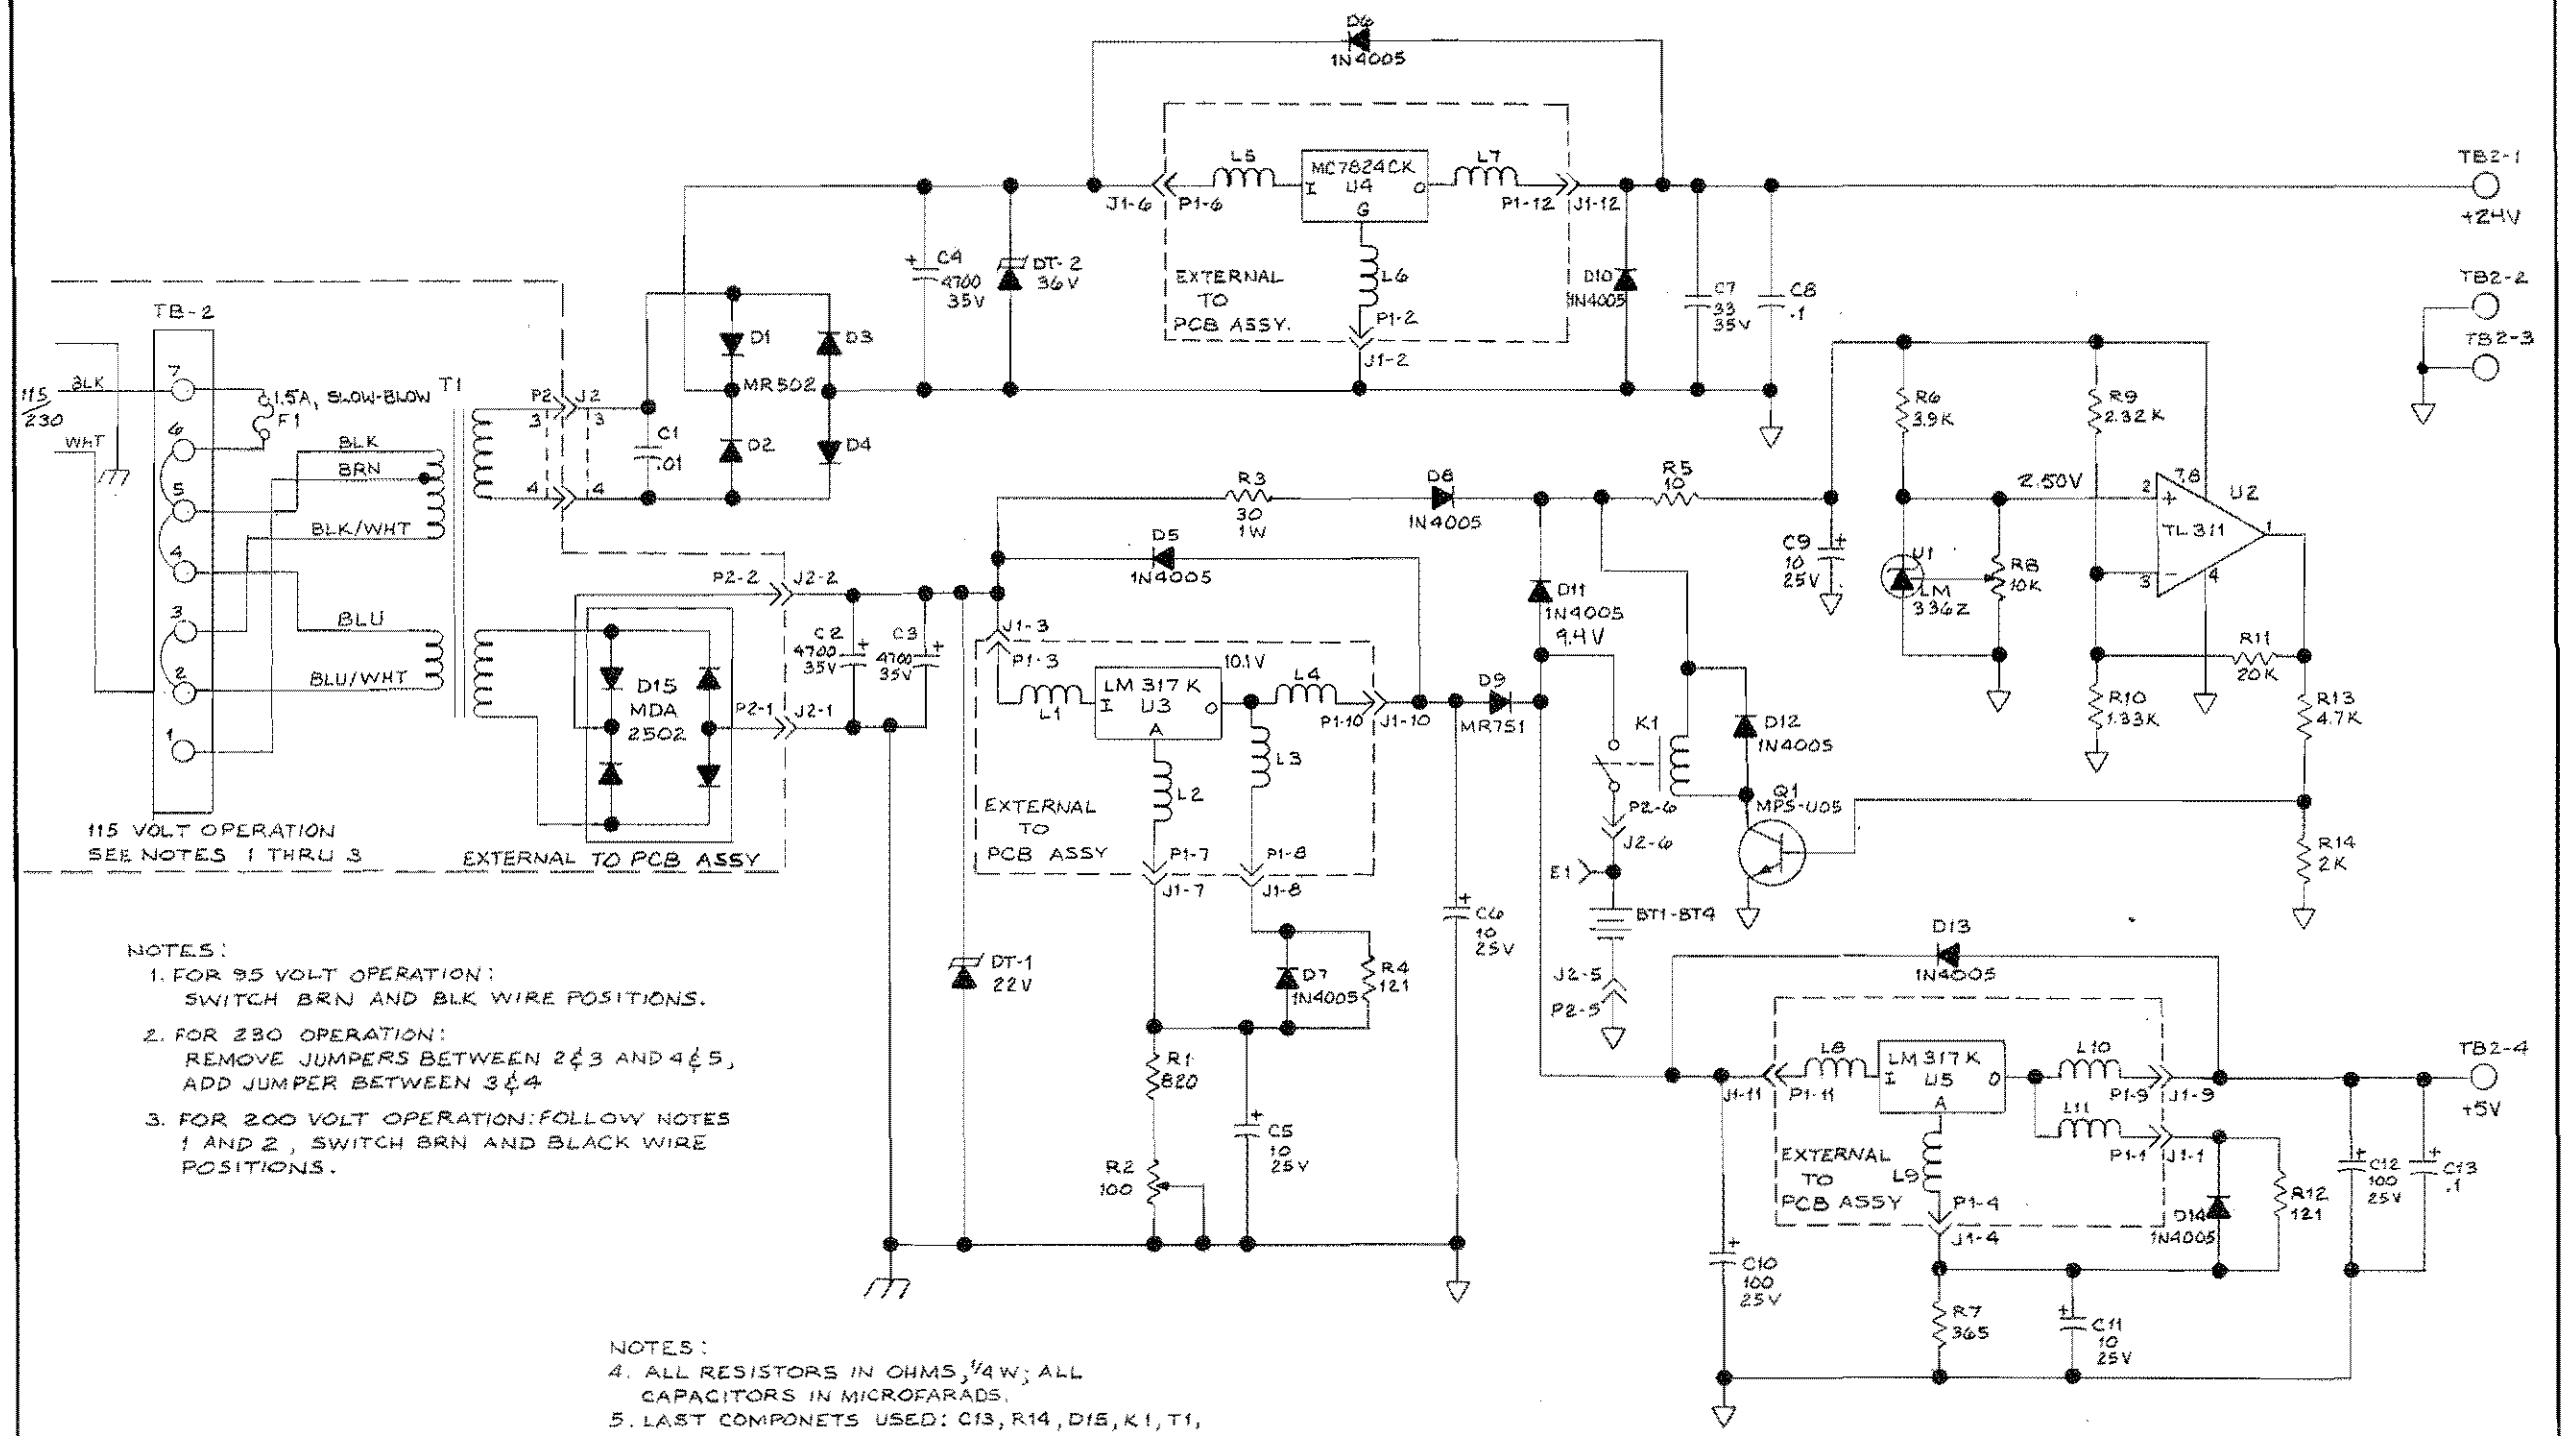 D6
1N4005
L5
MC7824CK
I U4 O
G
L7
J1-6
P1-6
P1-12
J1-12
TB2-1
+24V
+
C4
4700
35V
DT-2
36V
EXTERNAL
TO
PCB ASSY.
L6
P1-2
J1-2
D10
1N4005
C7
33
35V
C8
.1
TB2-2
TB2-3
TB-2
7
6
5
4
3
2
1
115/230
BLK
WHT
1.5A, SLOW-BLOW
F1
T1
BLK
BRN
BLK/WHT
BLU
BLU/WHT
P2
J2
3
3
4
4
C1
.01
D1
D3
MR502
D2
D4
R3
30
1W
D8
1N4005
R5
10
D5
1N4005
R6
3.9K
R9
2.32K
2.50V
7,8
2
+
TL311
U2
1
3
-
4
C9
10
25V
+
U1
LM
336Z
R8
10K
D11
1N4005
9.4V
R11
20K
R10
1.33K
R13
4.7K
R14
2K
P2-2
J2-2
P2-1
J2-1
D15
MDA
2502
C2
4700
35V
+
C3
4700
35V
+
J1-3
P1-3
L1
LM 317 K
I U3 O
A
10.1V
L4
P1-10
J1-10
D9
MR751
L2
L3
EXTERNAL
TO
PCB ASSY
P1-7
J1-7
P1-8
J1-8
K1
D12
1N4005
Q1
MPS-U05
P2-6
J2-6
E1
BT1-BT4
J2-5
P2-5
115 VOLT OPERATION
SEE NOTES 1 THRU 3
EXTERNAL TO PCB ASSY
DT-1
22V
D7
1N4005
R4
121
C6
10
25V
+
R1
820
R2
100
C5
10
25V
+
D13
1N4005
L8
LM 317 K
I U5 O
A
L10
L11
J1-11
P1-11
P1-9
J1-9
P1-1
J1-1
TB2-4
+5V
EXTERNAL
TO
PCB ASSY
L9
P1-4
J1-4
D14
1N4005
R12
121
C12
100
25V
+
C13
.1
+
C10
100
25V
+
R7
365
C11
10
25V
+
NOTES:
1. FOR 95 VOLT OPERATION:
SWITCH BRN AND BLK WIRE POSITIONS.
2. FOR 230 OPERATION:
REMOVE JUMPERS BETWEEN 2&3 AND 4&5,
ADD JUMPER BETWEEN 3&4
3. FOR 200 VOLT OPERATION: FOLLOW NOTES
1 AND 2, SWITCH BRN AND BLACK WIRE
POSITIONS.
NOTES:
4. ALL RESISTORS IN OHMS, 1/4 W; ALL
CAPACITORS IN MICROFARADS.
5. LAST COMPONETS USED: C13, R14, D15, K1, T1,